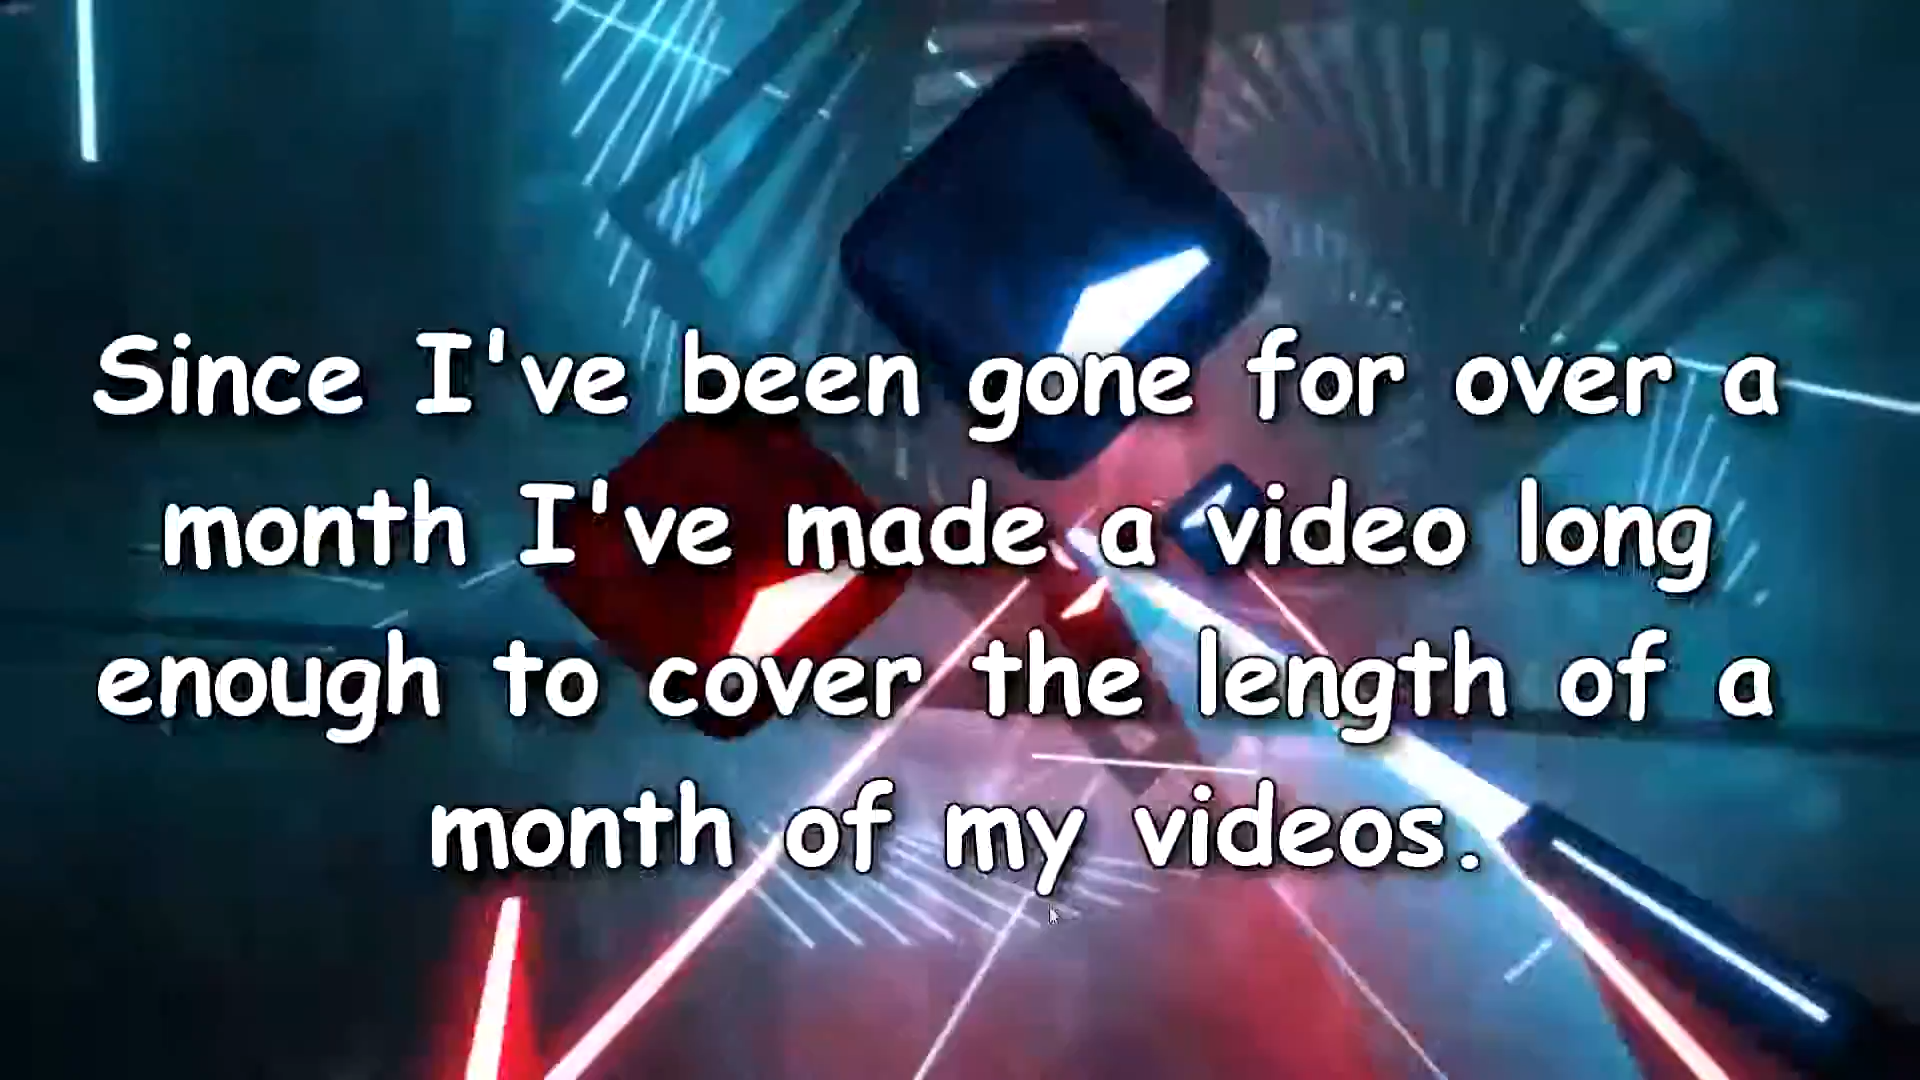 Since I've been gone for over a
month I've made a video long
enough to cover the length of a
month of my videos.